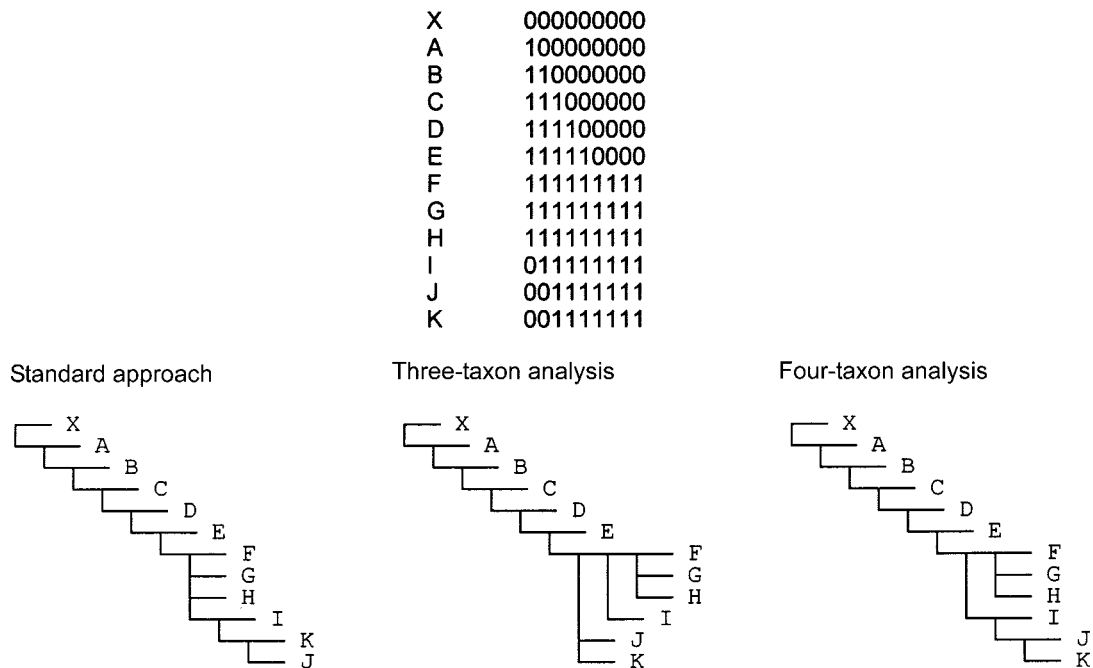 X 000000000
A 100000000
B 110000000
C 111000000
D 111100000
E 111110000
F 111111111
G 111111111
H 111111111
I 011111111
J 001111111
K 001111111
Standard approach
X
A
B
C
D
E
F
G
H
I
K
J
Three-taxon analysis
X
A
B
C
D
E
F
G
H
I
J
K
Four-taxon analysis
X
A
B
C
D
E
F
G
H
I
J
K